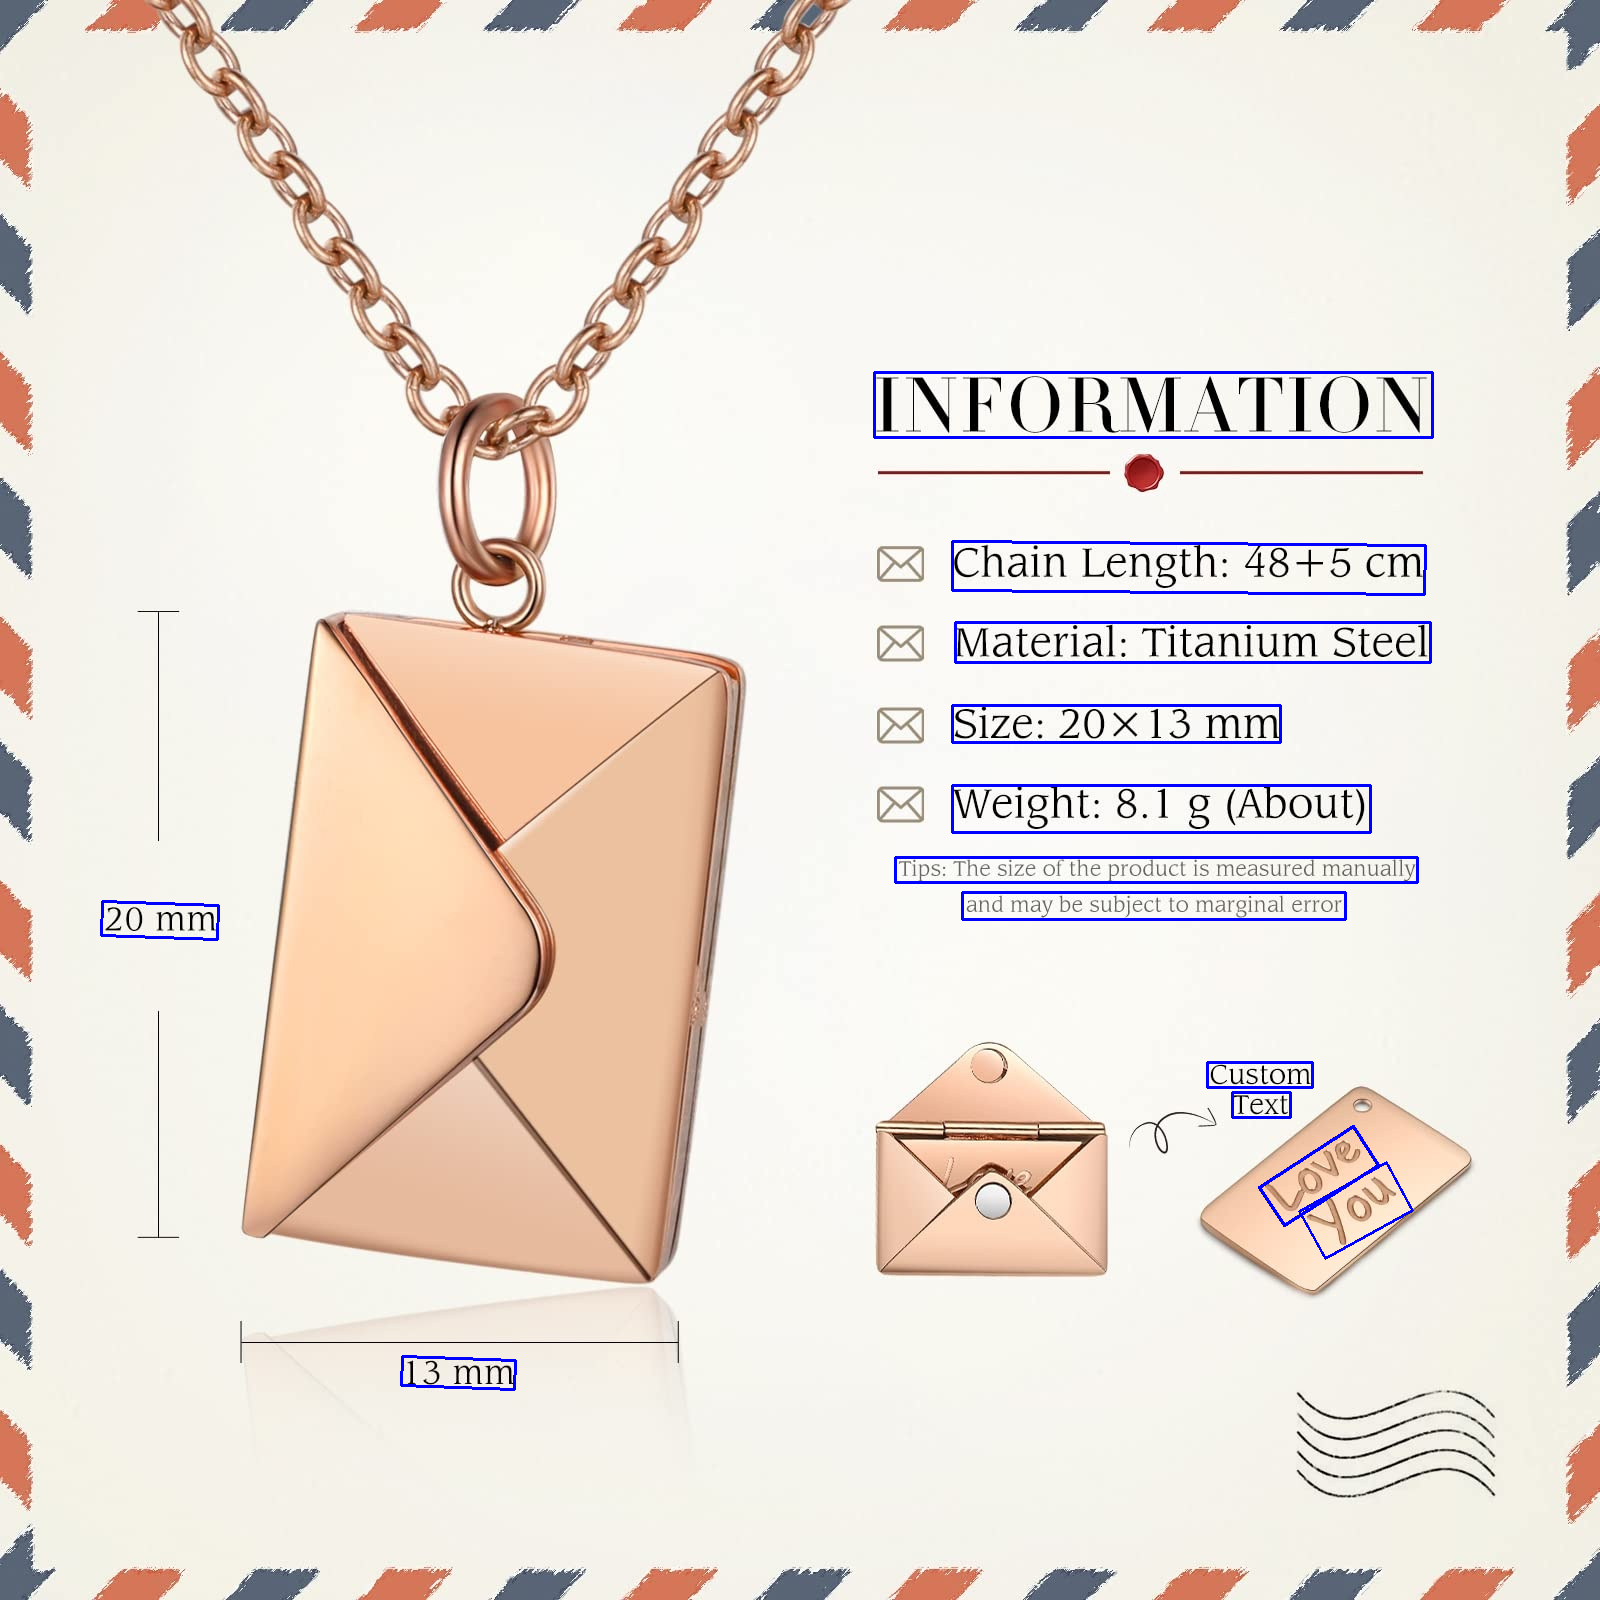 INFORMATION
Chain Length: 48+5 cm
Material: Titanium Steel
Size: 20×13 mm
Weight: 8.1 g (About)
Tips: The size of the product is measured manually
and may be subject to marginal error
20 mm
13 mm
Custom
Text
Love
You
Love